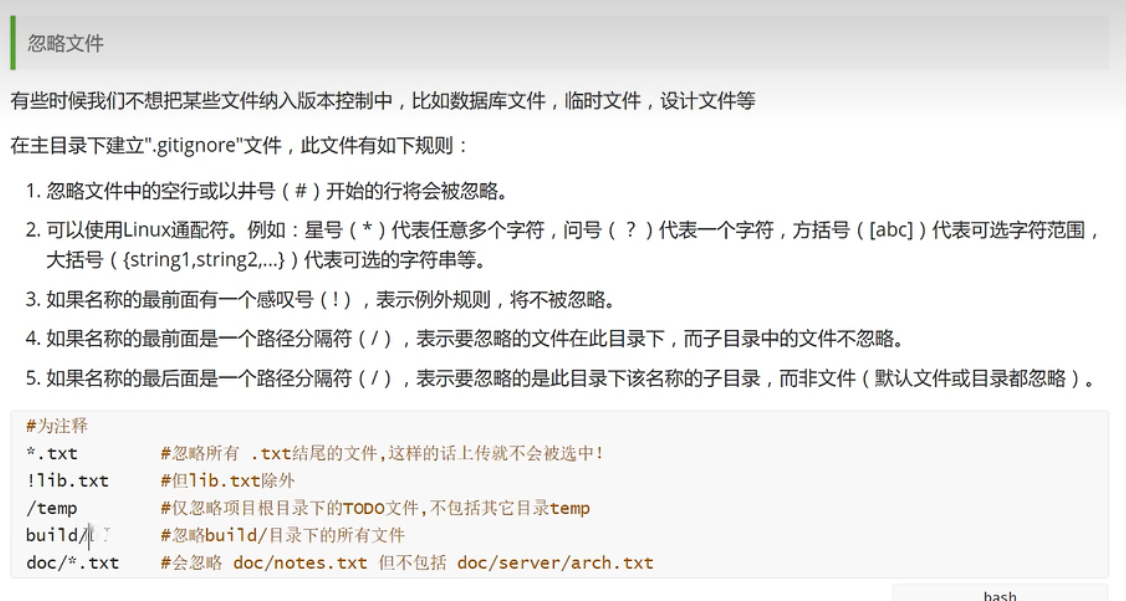 忽略文件
有些时候我们不想把某些文件纳入版本控制中，比如数据库文件，临时文件，设计文件等
在主目录下建立".gitignore"文件，此文件有如下规则：
1. 忽略文件中的空行或以井号（#）开始的行将会被忽略。
2. 可以使用Linux通配符。例如：星号（*）代表任意多个字符，问号（？）代表一个字符，方括号（[abc]）代表可选字符范围，
大括号（{string1,string2,...}）代表可选的字符串等。
3. 如果名称的最前面有一个感叹号（!），表示例外规则，将不被忽略。
4. 如果名称的最前面是一个路径分隔符（/），表示要忽略的文件在此目录下，而子目录中的文件不忽略。
5. 如果名称的最后面是一个路径分隔符（/），表示要忽略的是此目录下该名称的子目录，而非文件（默认文件或目录都忽略）。
#为注释
*.txt #忽略所有 .txt结尾的文件,这样的话上传就不会被选中!
!lib.txt #但lib.txt除外
/temp #仅忽略项目根目录下的TODO文件,不包括其它目录temp
build/ #忽略build/目录下的所有文件
doc/*.txt #会忽略 doc/notes.txt 但不包括 doc/server/arch.txt
bash